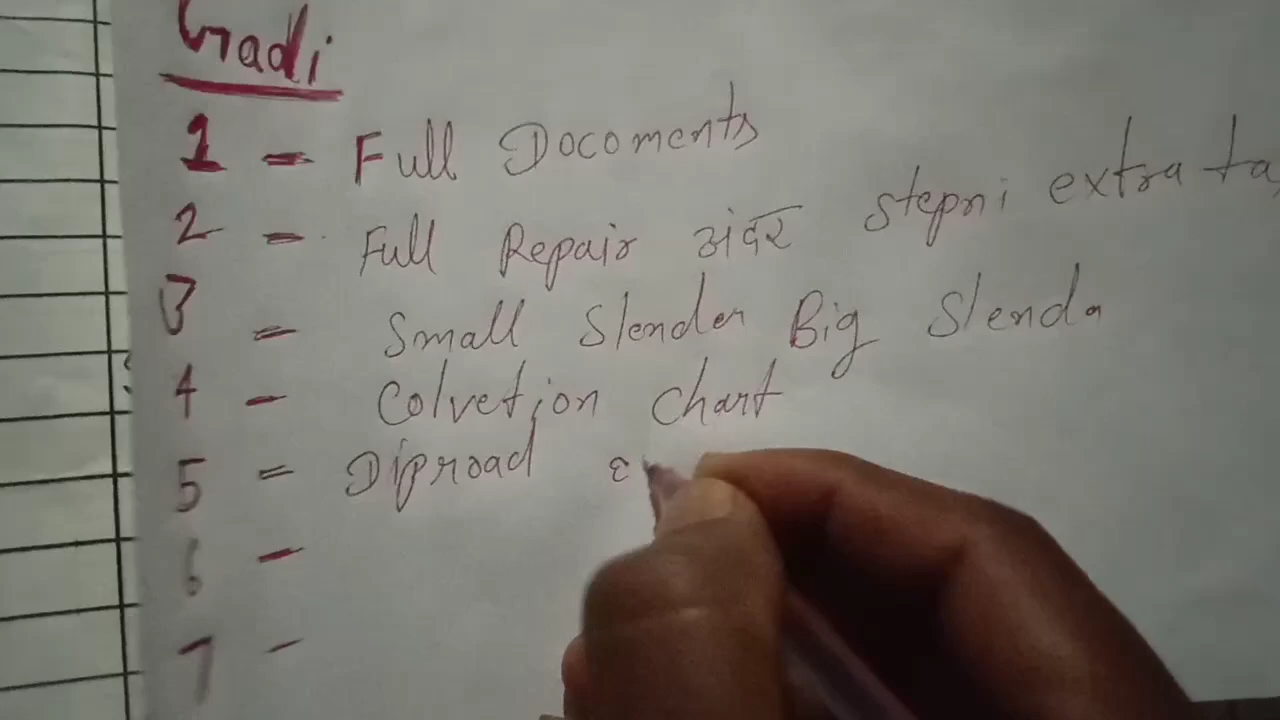 Gadi
1 - Full Docoments
2 - Full Repair अंदर stepni extra ta
3 = Small Slender Big Slenda
4 - Colvetion Chart
5 = Diproad ε
6 -
7 -